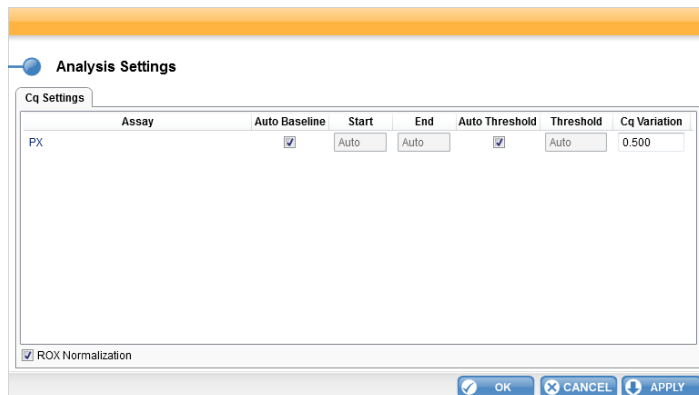 Analysis Settings
Cq Settings
Assay Auto Baseline Start End Auto Threshold Threshold Cq Variation
PX Auto Auto Auto 0.500
ROX Normalization
OK CANCEL APPLY